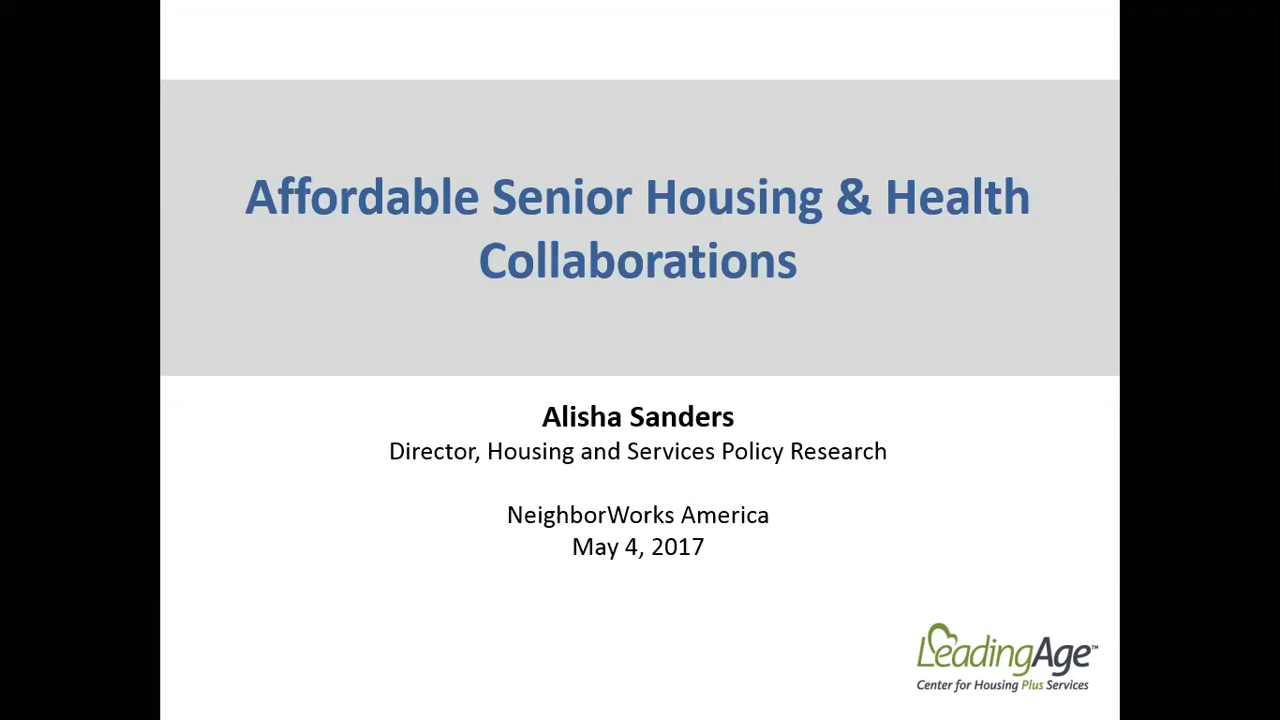 Affordable Senior Housing & Health
Collaborations
Alisha Sanders
Director, Housing and Services Policy Research
NeighborWorks America
May 4, 2017
LeadingAge™
Center for Housing Plus Services